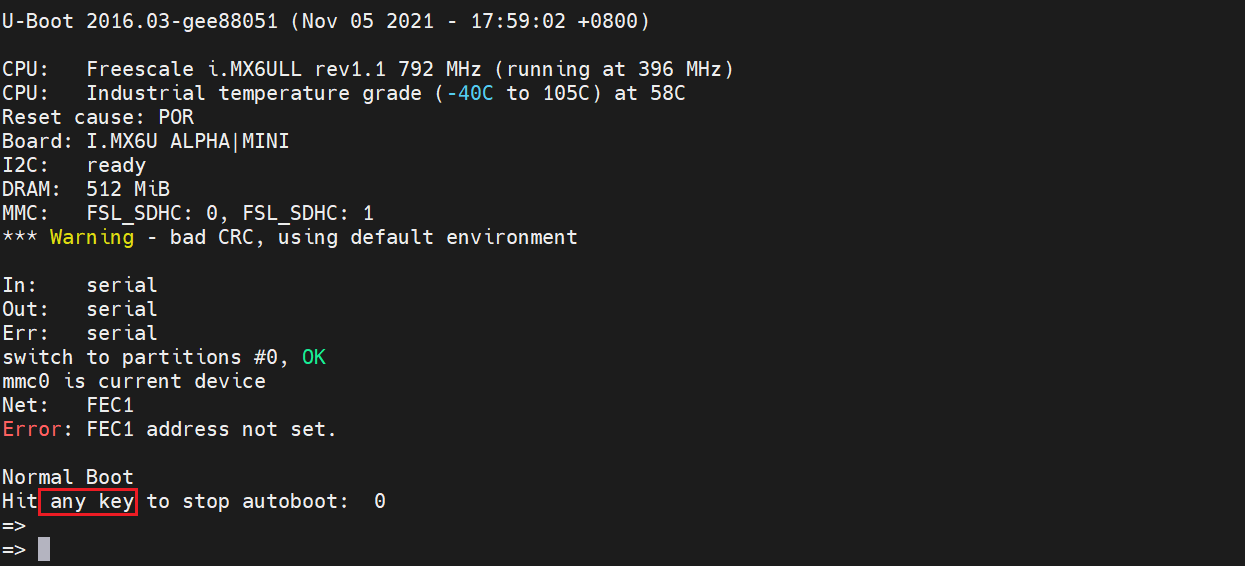 U-Boot 2016.03-gee88051 (Nov 05 2021 - 17:59:02 +0800)
CPU:   Freescale i.MX6ULL rev1.1 792 MHz (running at 396 MHz)
CPU:   Industrial temperature grade (-40C to 105C) at 58C
Reset cause: POR
Board: I.MX6U ALPHA|MINI
I2C:   ready
DRAM:  512 MiB
MMC:   FSL_SDHC: 0, FSL_SDHC: 1
*** Warning - bad CRC, using default environment
In:    serial
Out:   serial
Err:   serial
switch to partitions #0, OK
mmc0 is current device
Net:   FEC1
Error: FEC1 address not set.
Normal Boot
Hit any key to stop autoboot:  0
=>
=>